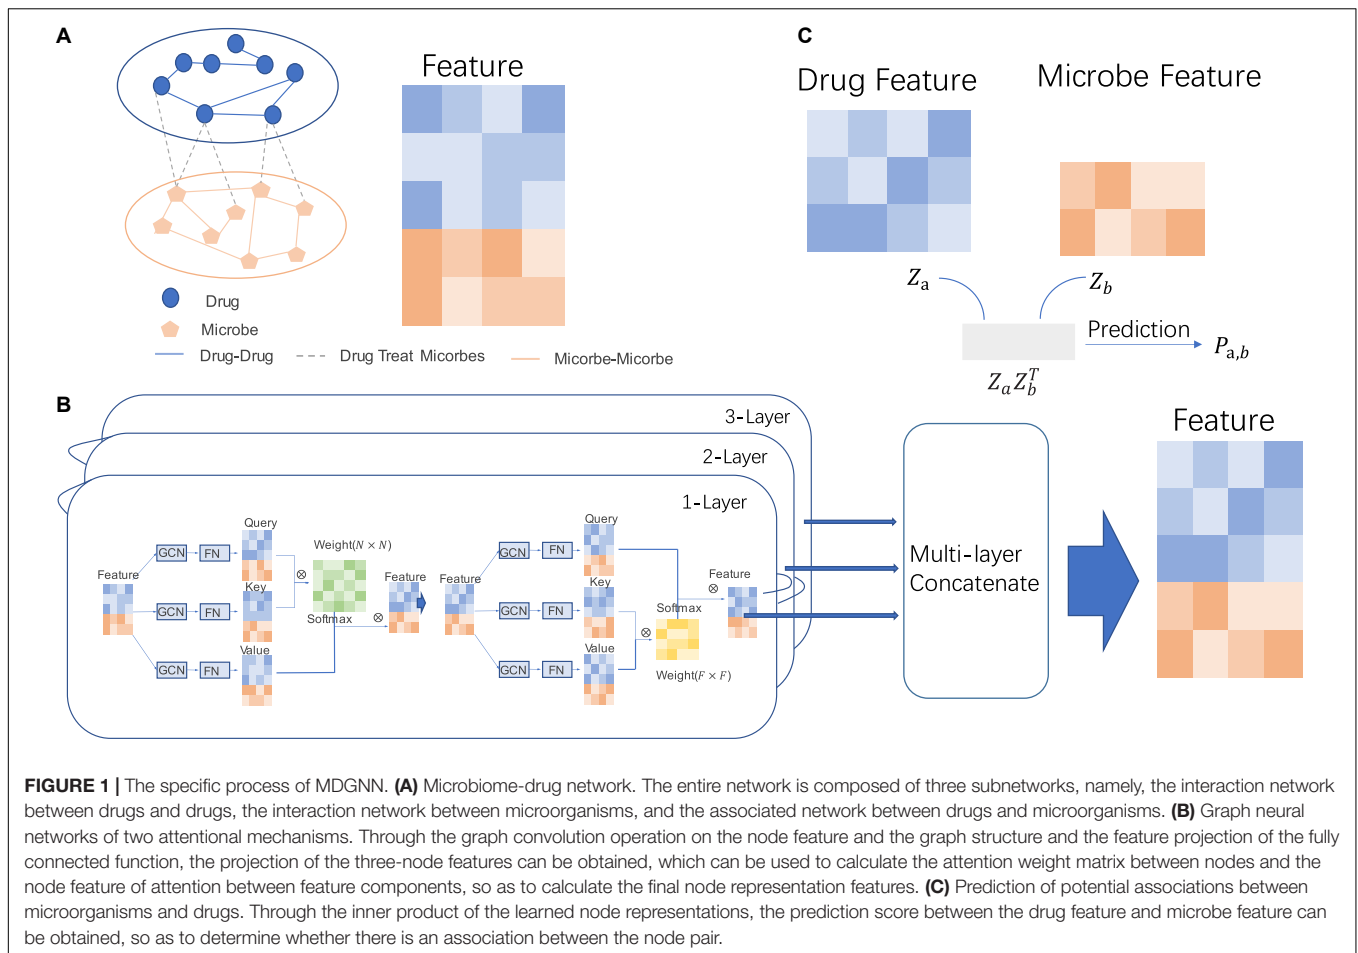 A
Feature
Drug
Microbe
Drug-Drug
Drug Treat Micorbes
Micorbe-Micorbe
C
Drug Feature
Microbe Feature
Za
Zb
Prediction
Pa,b
ZaZbT
B
3-Layer
2-Layer
1-Layer
Feature
GCN
FN
Query
GCN
FN
Key
GCN
FN
Value
Weight(N × N)
⊗
Softmax
⊗
Feature
Feature
GCN
FN
Query
GCN
FN
Key
GCN
FN
Value
⊗
Softmax
Weight(F × F)
⊗
Feature
Multi-layer
Concatenate
Feature
FIGURE 1 | The specific process of MDGNN. (A) Microbiome-drug network. The entire network is composed of three subnetworks, namely, the interaction network
between drugs and drugs, the interaction network between microorganisms, and the associated network between drugs and microorganisms. (B) Graph neural
networks of two attentional mechanisms. Through the graph convolution operation on the node feature and the graph structure and the feature projection of the fully
connected function, the projection of the three-node features can be obtained, which can be used to calculate the attention weight matrix between nodes and the
node feature of attention between feature components, so as to calculate the final node representation features. (C) Prediction of potential associations between
microorganisms and drugs. Through the inner product of the learned node representations, the prediction score between the drug feature and microbe feature can
be obtained, so as to determine whether there is an association between the node pair.